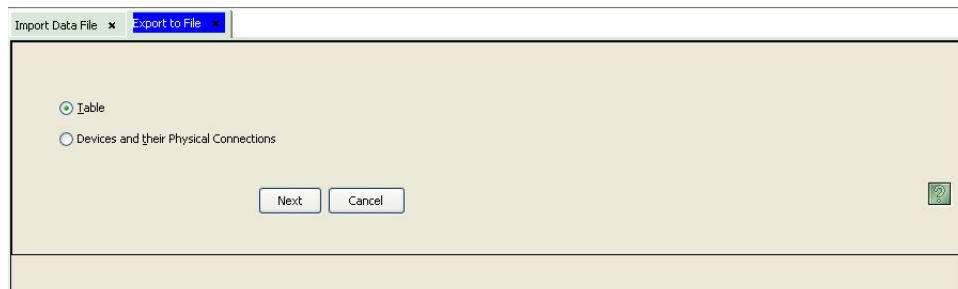 Import Data File × Export to File ×
Table
Devices and their Physical Connections
Next Cancel
?